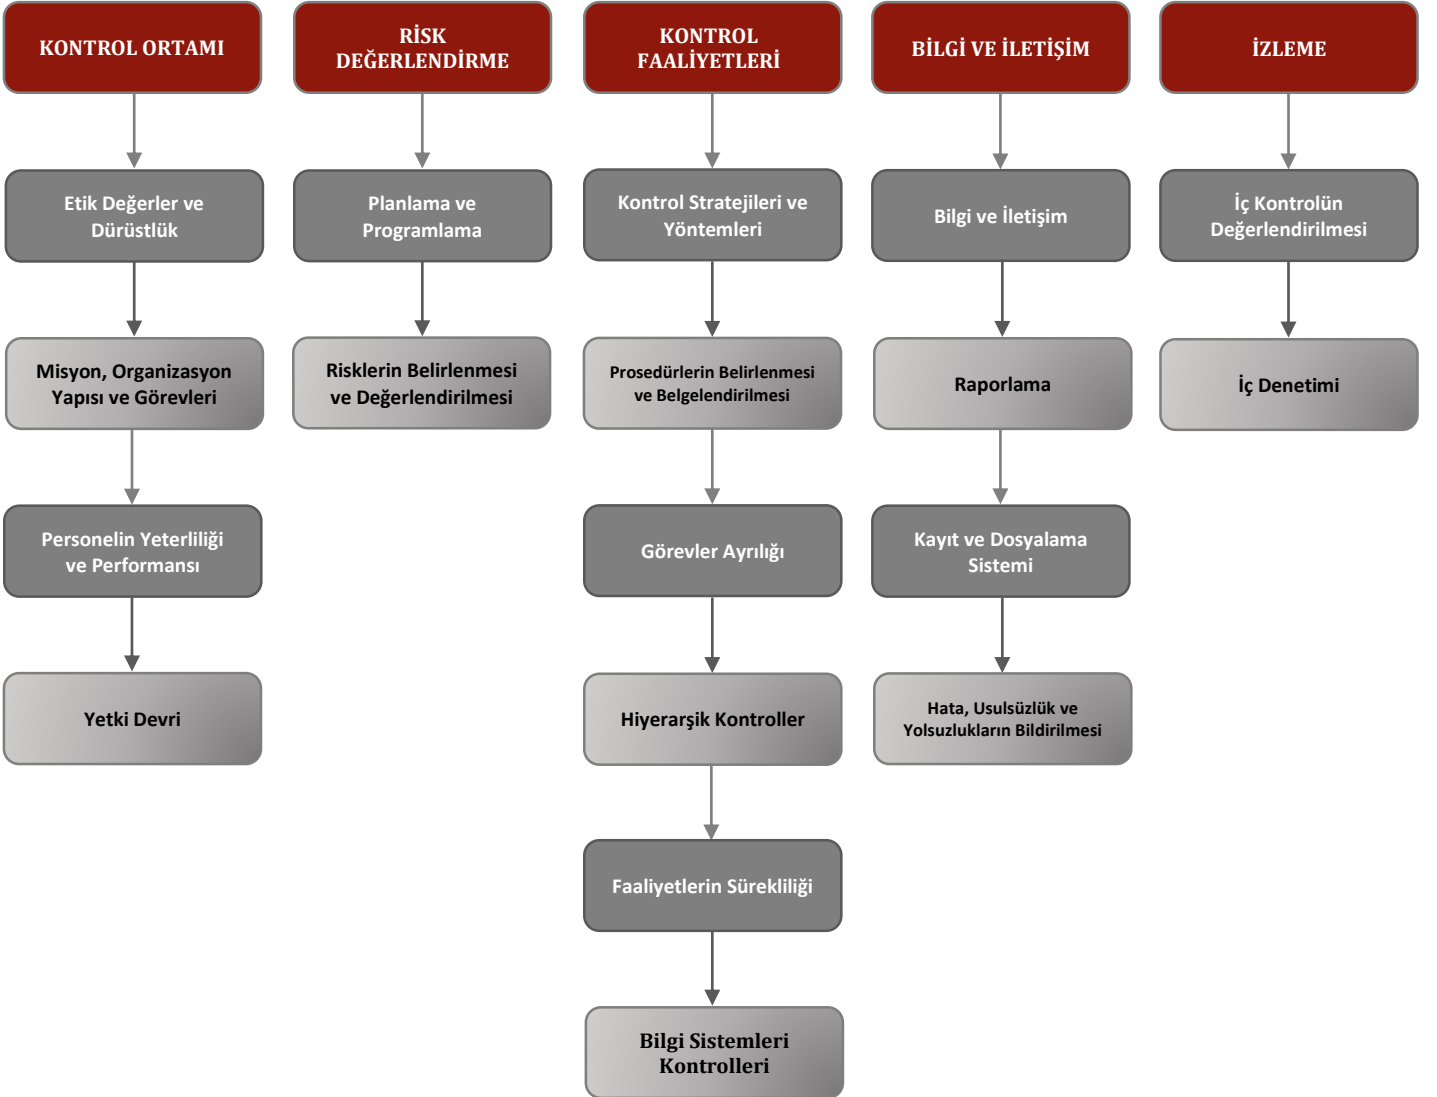 KONTROL ORTAMI
RİSK
DEĞERLENDİRME
KONTROL
FAALİYETLERİ
BİLGİ VE İLETİŞİM
İZLEME
Etik Değerler ve
Dürüstlük
Planlama ve
Programlama
Kontrol Stratejileri ve
Yöntemleri
Bilgi ve İletişim
İç Kontrolün
Değerlendirilmesi
Misyon, Organizasyon
Yapısı ve Görevleri
Risklerin Belirlenmesi
ve Değerlendirilmesi
Prosedürlerin Belirlenmesi
ve Belgelendirilmesi
Raporlama
İç Denetimi
Personelin Yeterliliği
ve Performansı
Görevler Ayrılığı
Kayıt ve Dosyalama
Sistemi
Yetki Devri
Hiyerarşik Kontroller
Hata, Usulsüzlük ve
Yolsuzlukların Bildirilmesi
Faaliyetlerin Sürekliliği
Bilgi Sistemleri
Kontrolleri